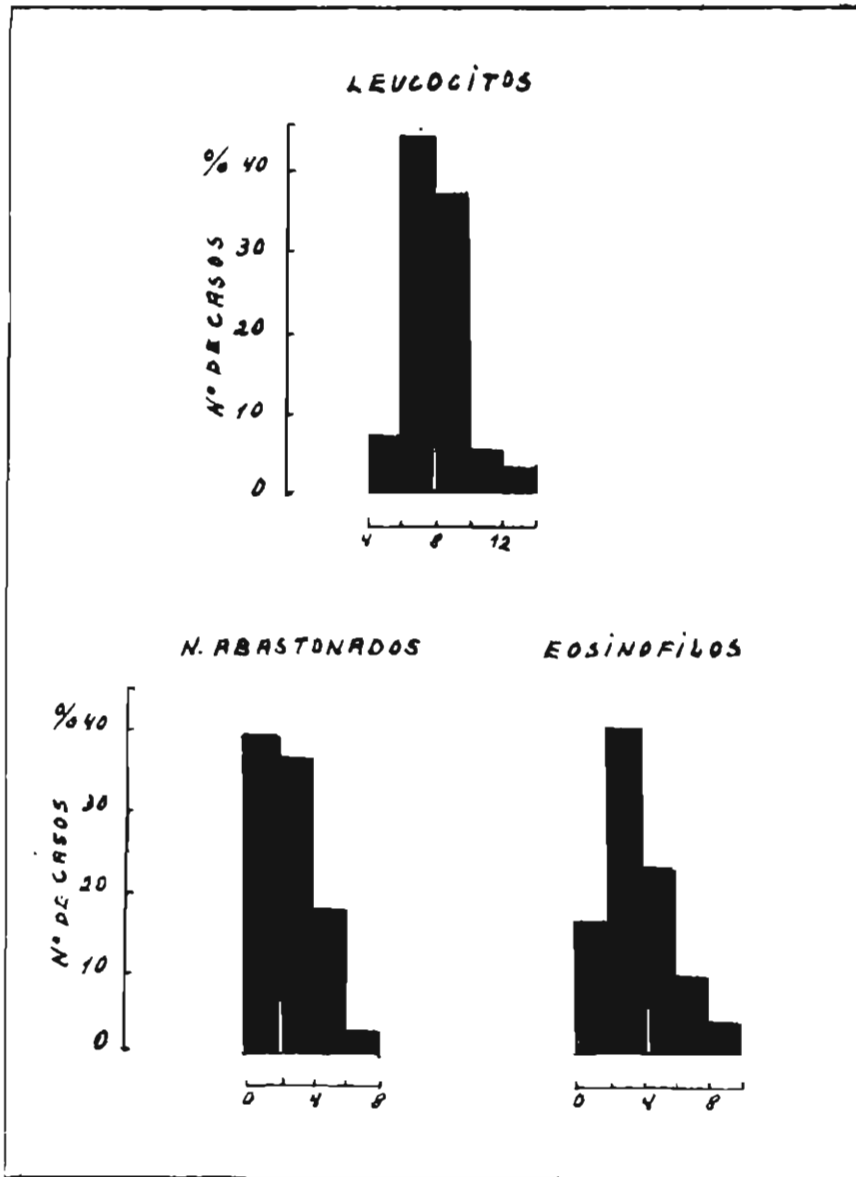 LEUCOCITOS
% 40
30
20
10
0
Nº DE CASOS
4 8 12
N. ABASTONADOS
EOSINOFILOS
% 40
30
20
10
0
Nº DE CASOS
0 4 8
0 4 8